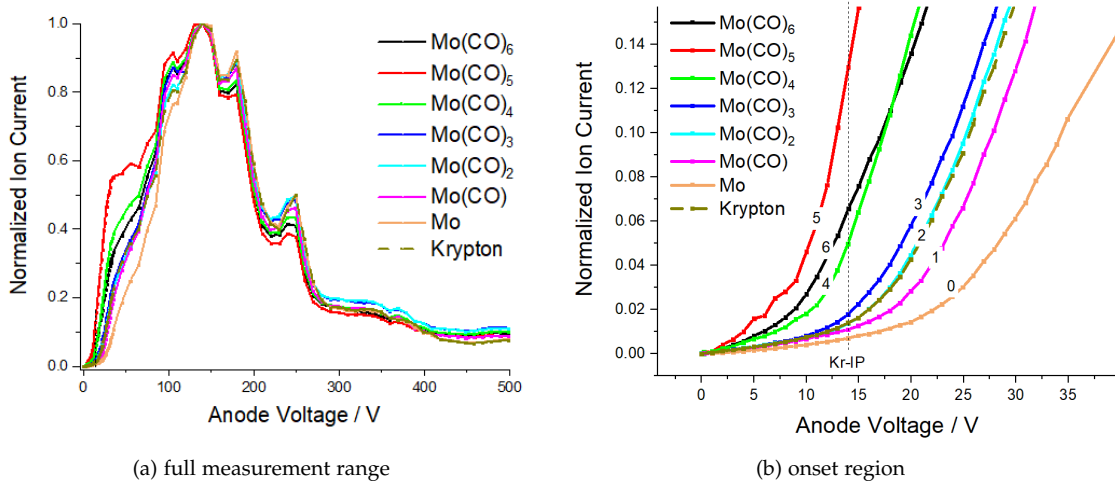 Normalized Ion Current
1.0
0.8
0.6
0.4
0.2
0.0
0
100
200
300
400
500
Anode Voltage / V
Mo(CO)6
Mo(CO)5
Mo(CO)4
Mo(CO)3
Mo(CO)2
Mo(CO)
Mo
Krypton
(a) full measurement range
Normalized Ion Current
0.14
0.12
0.10
0.08
0.06
0.04
0.02
0.00
0
5
10
15
20
25
30
35
Anode Voltage / V
Mo(CO)6
Mo(CO)5
Mo(CO)4
Mo(CO)3
Mo(CO)2
Mo(CO)
Mo
Krypton
5
6
4
3
2
1
0
Kr-IP
(b) onset region